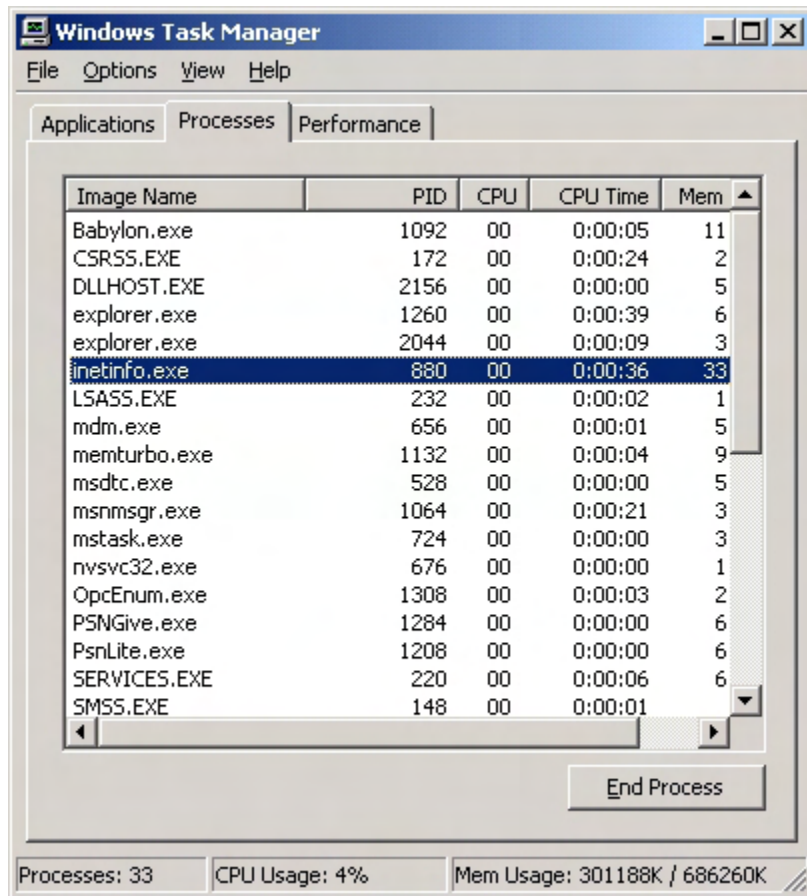 Windows Task Manager
File Options View Help
Applications Processes Performance
Image Name PID CPU CPU Time Mem
Babylon.exe 1092 00 0:00:05 11
CSRSS.EXE 172 00 0:00:24 2
DLLHOST.EXE 2156 00 0:00:00 5
explorer.exe 1260 00 0:00:39 6
explorer.exe 2044 00 0:00:09 3
inetinfo.exe 880 00 0:00:36 33
LSASS.EXE 232 00 0:00:02 1
mdm.exe 656 00 0:00:01 5
memturbo.exe 1132 00 0:00:04 9
msdtc.exe 528 00 0:00:00 5
msnmsgr.exe 1064 00 0:00:21 3
mstask.exe 724 00 0:00:00 3
nvsvc32.exe 676 00 0:00:00 1
OpcEnum.exe 1308 00 0:00:03 2
PSNGive.exe 1284 00 0:00:00 6
PsnLite.exe 1208 00 0:00:00 6
SERVICES.EXE 220 00 0:00:06 6
SMSS.EXE 148 00 0:00:01
End Process
Processes: 33 CPU Usage: 4% Mem Usage: 301188K / 686260K